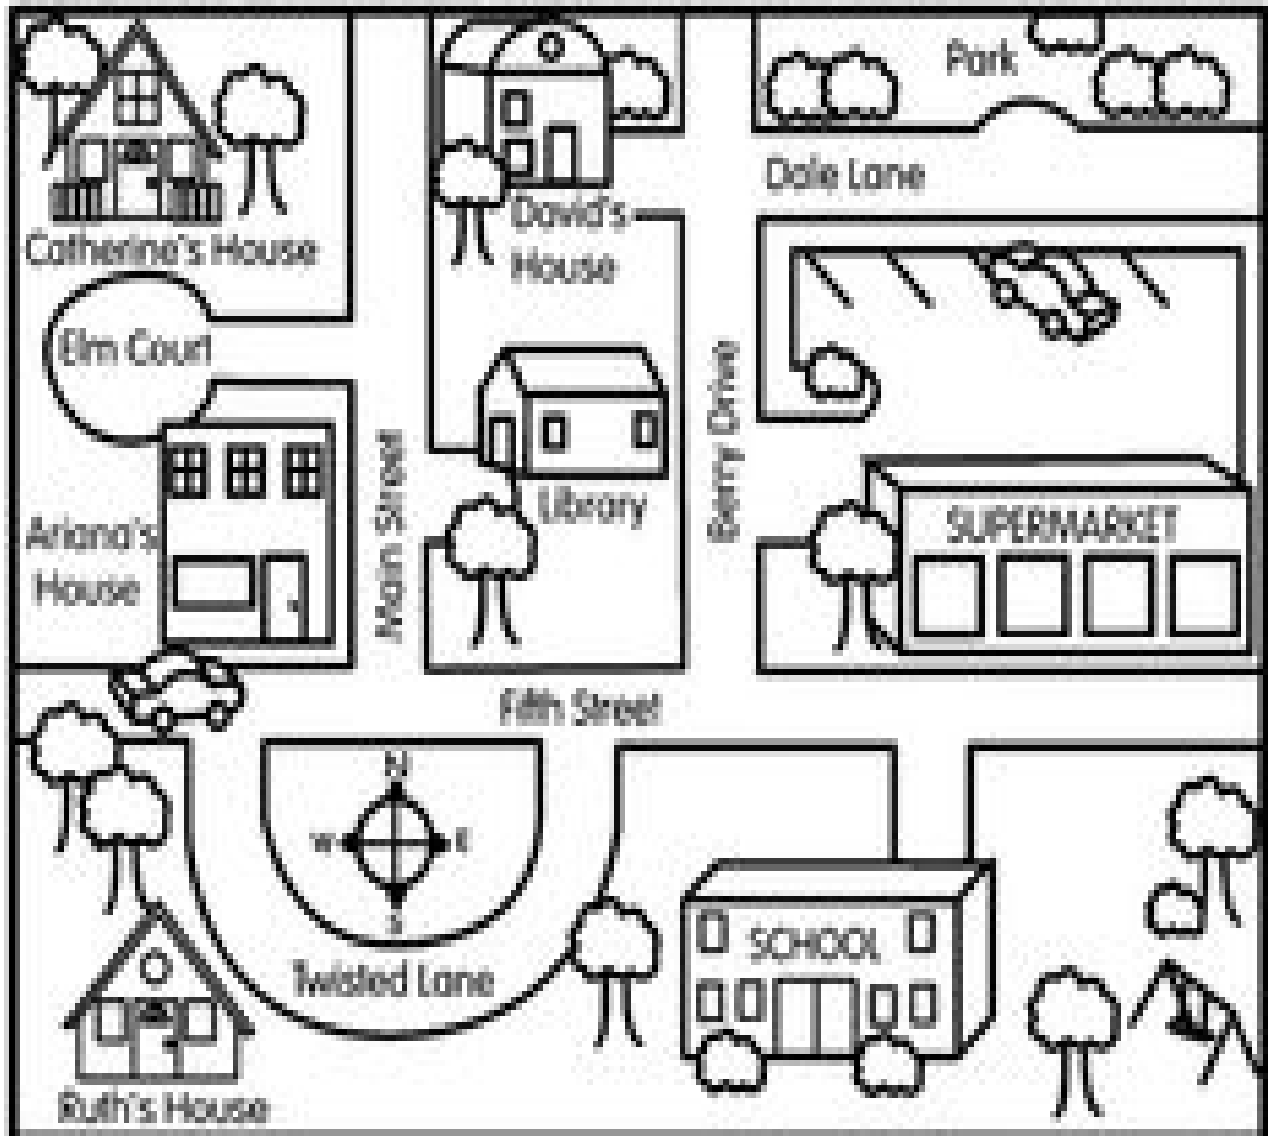 Park
Dale Lane
David's
House
Catherine's House
Elm Court
Berry Drive
Main Street
Library
SUPERMARKET
Ariana's
House
Fifth Street
N
W
E
S
SCHOOL
Twisted Lane
Ruth's House